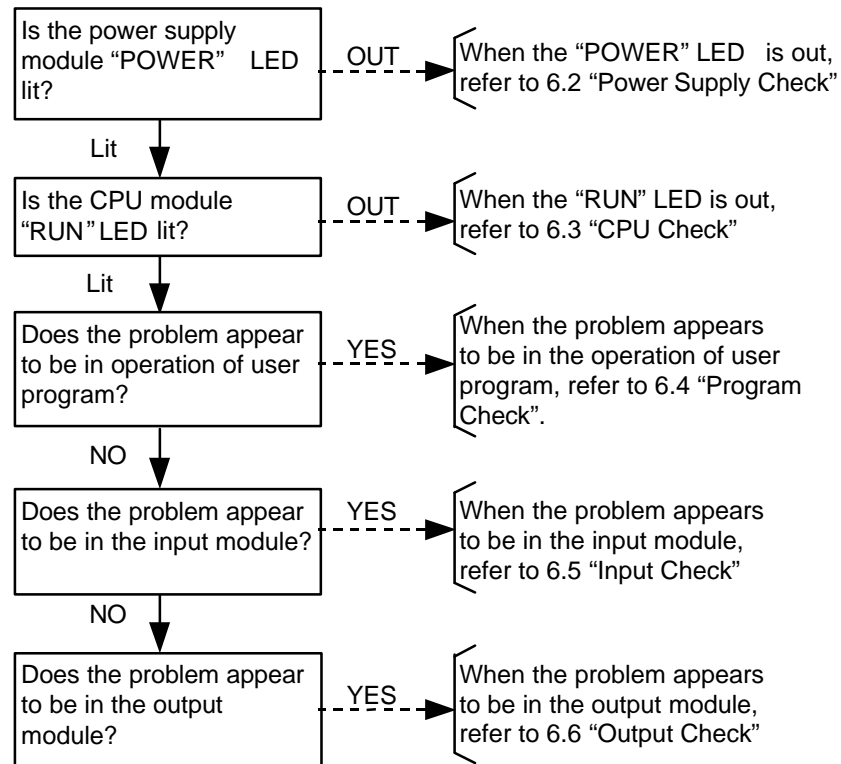 Is the power supply
module “POWER” LED
lit?
OUT
When the “POWER” LED is out,
refer to 6.2 “Power Supply Check”
Lit
Is the CPU module
“RUN” LED lit?
OUT
When the “RUN” LED is out,
refer to 6.3 “CPU Check”
Lit
Does the problem appear
to be in operation of user
program?
YES
When the problem appears
to be in the operation of user
program, refer to 6.4 “Program
Check”.
NO
Does the problem appear
to be in the input module?
YES
When the problem appears
to be in the input module,
refer to 6.5 “Input Check”
NO
Does the problem appear
to be in the output
module?
YES
When the problem appears
to be in the output module,
refer to 6.6 “Output Check”